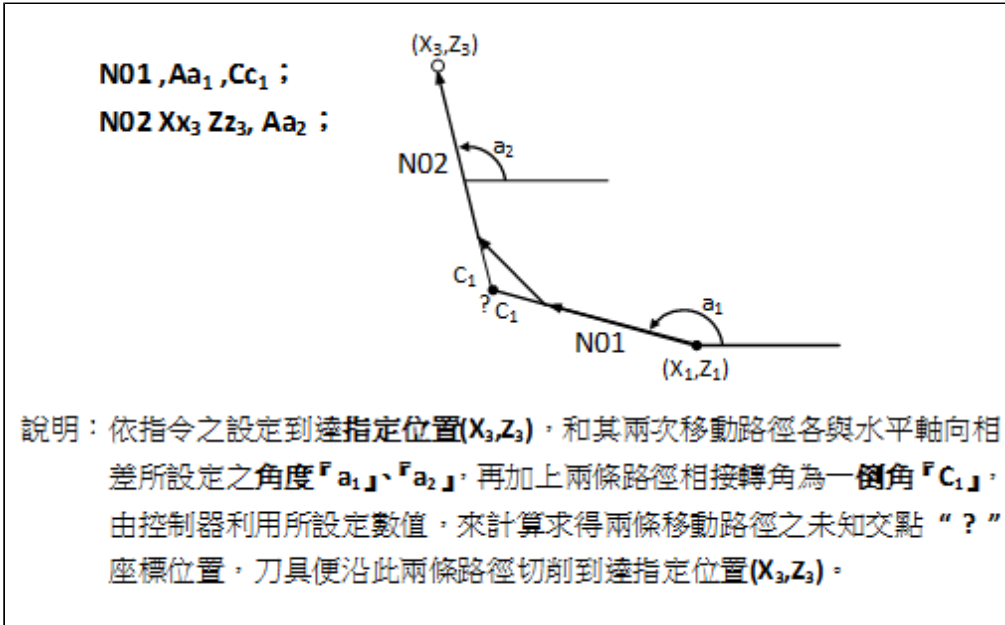 (X₃,Z₃)
N01 ,Aa₁ ,Cc₁；
N02 Xx₃ Zz₃, Aa₂；
a₂
N02
C₁
? C₁
a₁
N01
(X₁,Z₁)
說明：依指令之設定到達指定位置(X₃,Z₃)，和其兩次移動路徑各與水平軸向相
差所設定之角度『a₁』、『a₂』，再加上兩條路徑相接轉角為一倒角『C₁』，
由控制器利用所設定數值，來計算求得兩條移動路徑之未知交點“？”
座標位置，刀具便沿此兩條路徑切削到達指定位置(X₃,Z₃)。